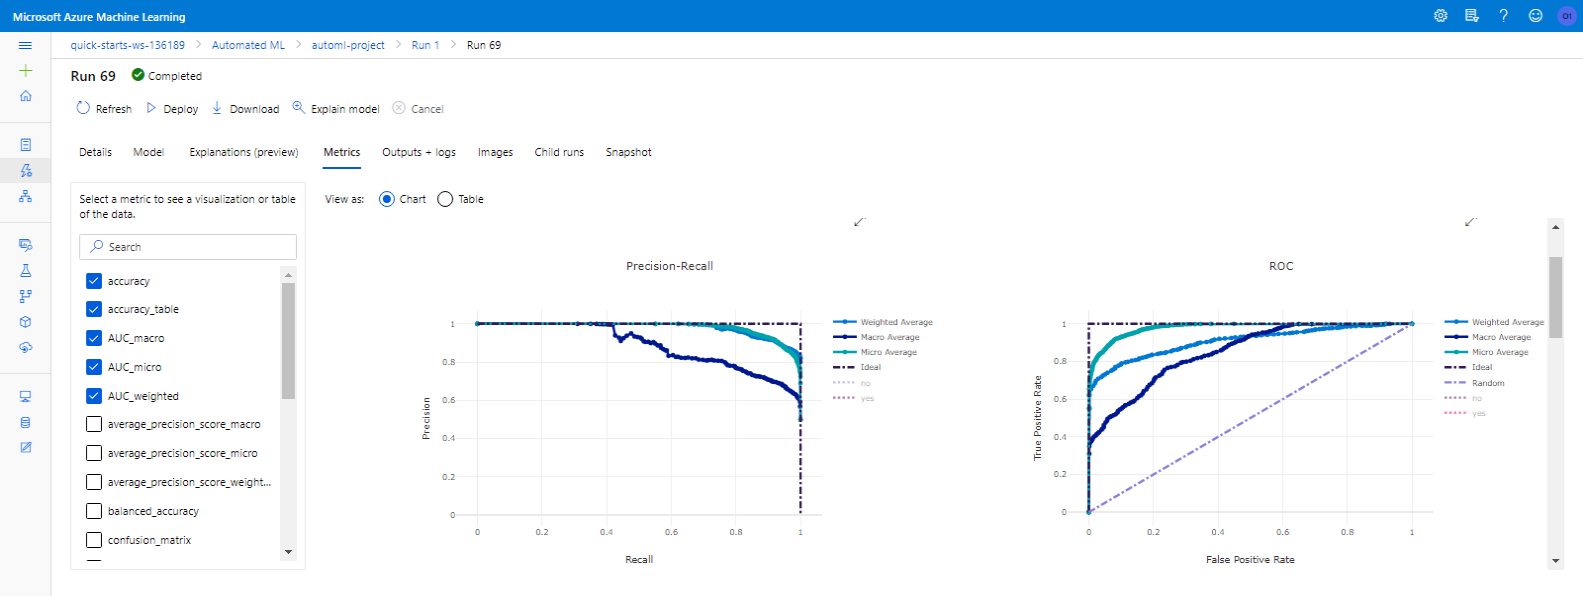 Microsoft Azure Machine Learning
OI
quick-starts-ws-136189 > Automated ML > automl-project > Run 1 > Run 69
Run 69 Completed
Refresh Deploy Download Explain model Cancel
Details Model Explanations (preview) Metrics Outputs + logs Images Child runs Snapshot
Select a metric to see a visualization or table
of the data.
Search
accuracy
accuracy_table
AUC_macro
AUC_micro
AUC_weighted
average_precision_score_macro
average_precision_score_micro
average_precision_score_weight...
balanced_accuracy
confusion_matrix
View as: Chart Table
Precision-Recall
1
0.8
0.6
0.4
0.2
0
Precision
0 0.2 0.4 0.6 0.8 1
Recall
Weighted Average
Macro Average
Micro Average
Ideal
no
yes
ROC
1
0.8
0.6
0.4
0.2
0
True Positive Rate
0 0.2 0.4 0.6 0.8 1
False Positive Rate
Weighted Average
Macro Average
Micro Average
Ideal
Random
no
yes